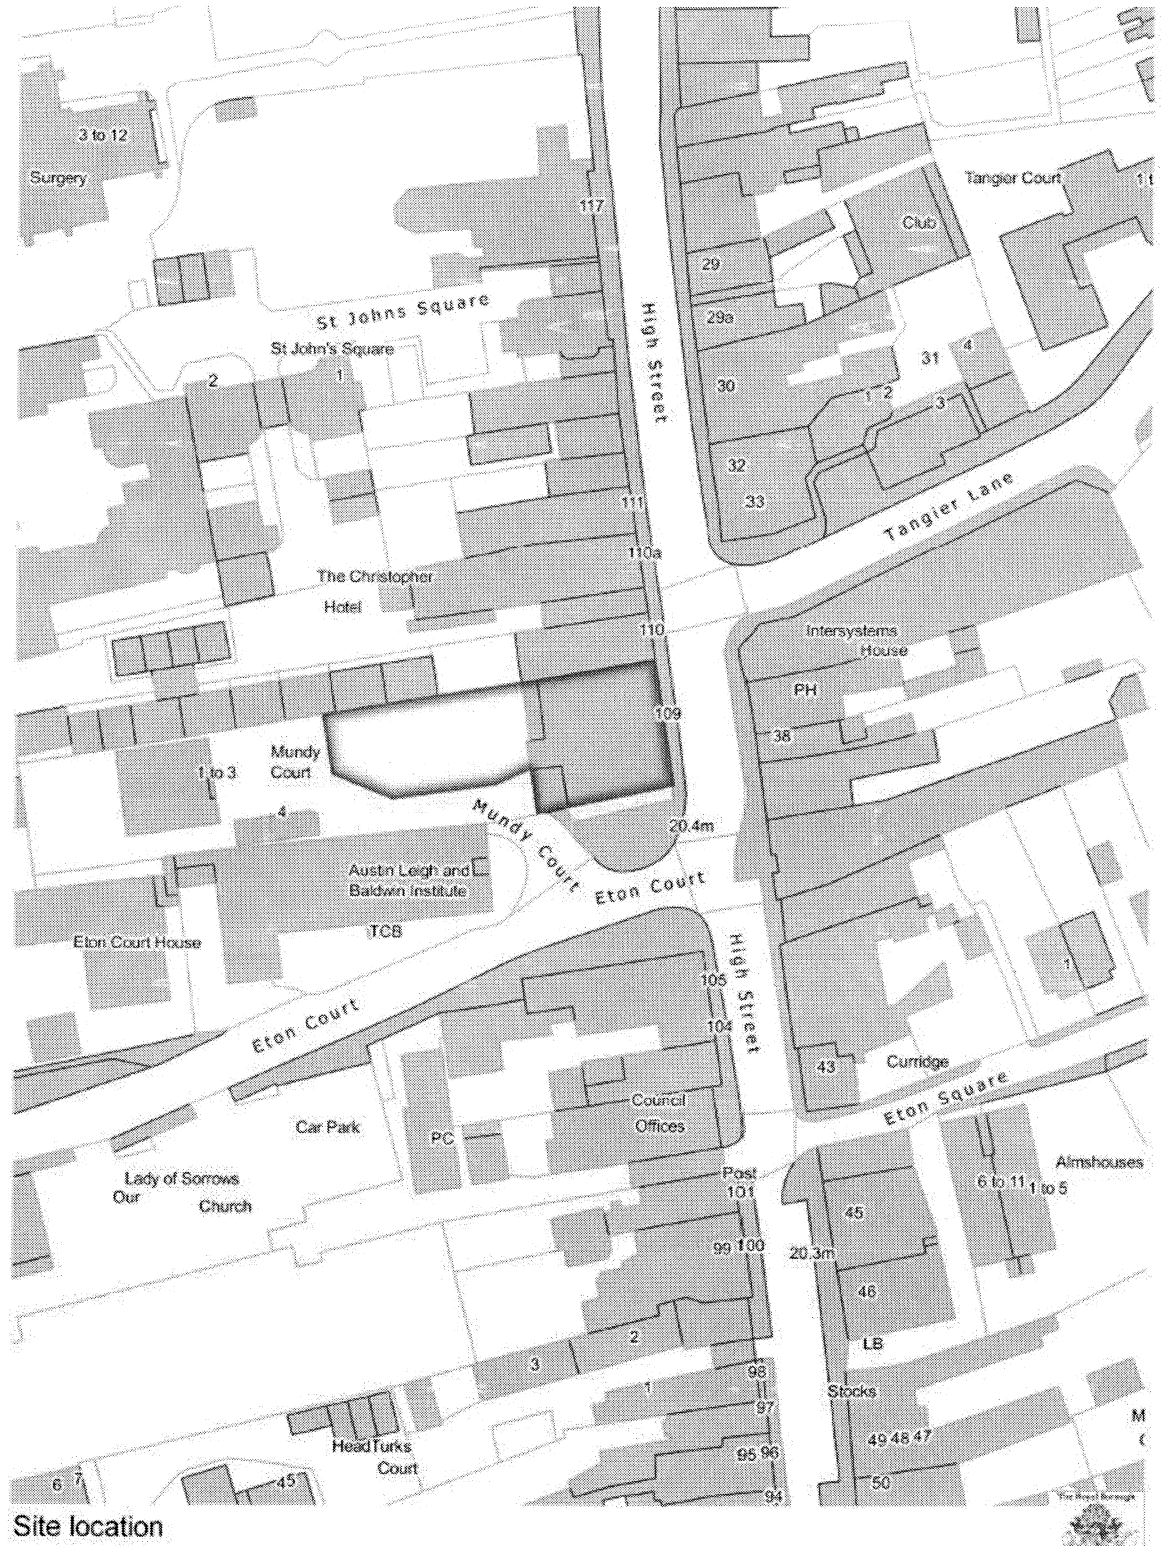 3 to 12
Surgery
117
Tangier Court
1 t
Club
29
29a
St Johns Square
St John's Square
High Street
2
1
30
31
4
1 2
3
32
33
111
110a
Tangier Lane
The Christopher
Hotel
110
Intersystems
House
PH
109
38
Mundy
Court
1 to 3
4
Mundy Court
20.4m
Austin Leigh and
Baldwin Institute
Eton Court
TCB
Eton Court House
High Street
105
104
1
Eton Court
43
Curridge
Eton Square
Council
Offices
Car Park
PC
Almshouses
Lady of Sorrows
Our
Church
Post
101
6 to 11
1 to 5
45
99 100
20.3m
46
2
LB
3
1
98
Stocks
97
M
HeadTurks
Court
95 96
49 48 47
6 7
45
94
50
Site location
The Royal Borough